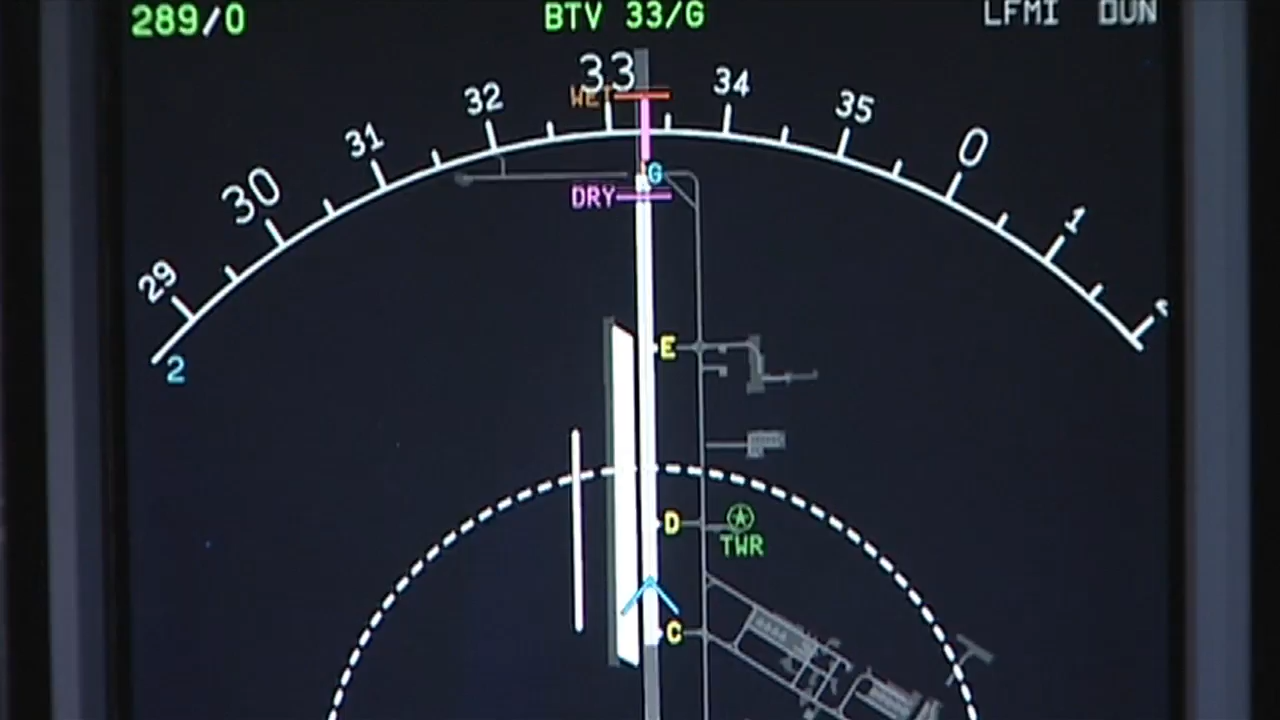 289/0 BTV 33/G LFMI DUN
29 30 31 32 33 34 35 0 1
WET
G
DRY
2
E
D
TWR
C